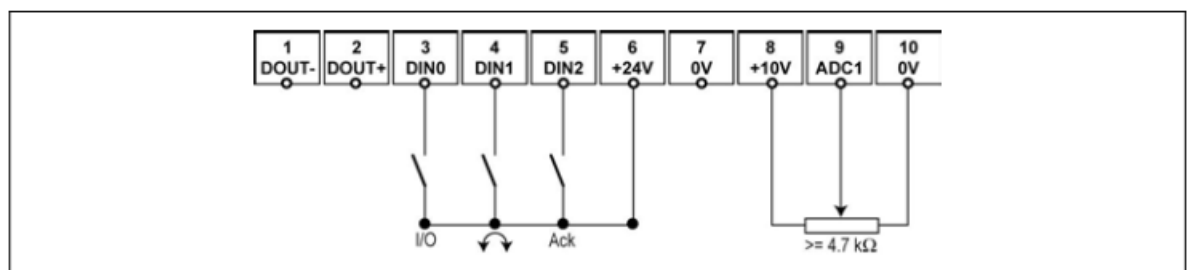 1 2 3 4 5 6 7 8 9 10
DOUT- DOUT+ DIN0 DIN1 DIN2 +24V 0V +10V ADC1 0V
I/O Ack >= 4.7 kΩ